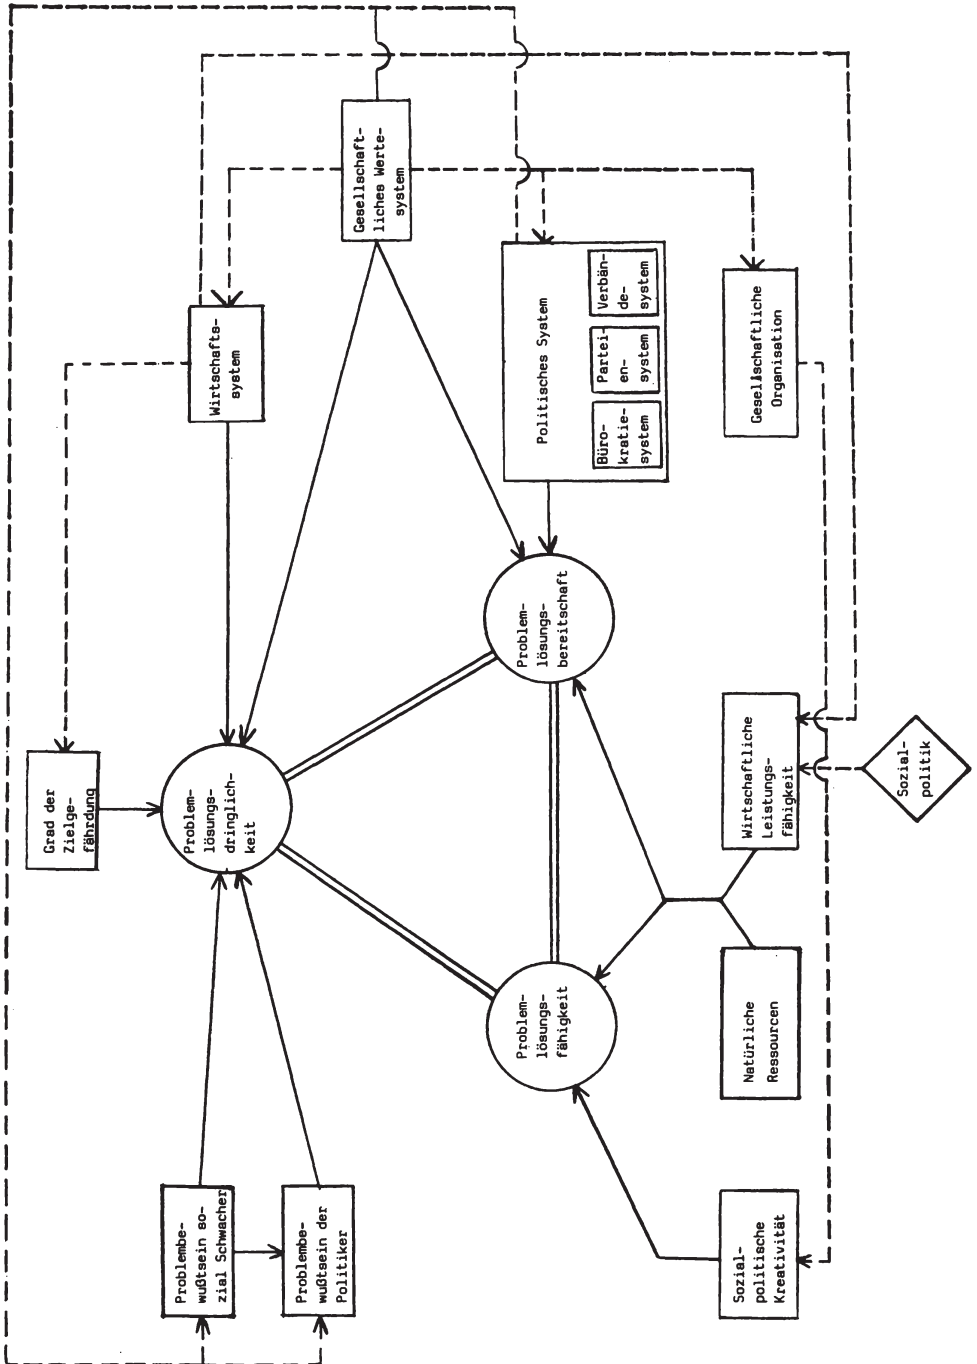 Problembe-
wußtsein so-
zial Schwacher
Problembe-
wußtsein der
Politiker
Sozial-
politische
Kreativität
Grad der
Zielge-
fährdung
Problem-
lösungs-
dringlich-
keit
Problem-
lösungs-
fähigkeit
Natürliche
Ressourcen
Problem-
lösungs-
bereitschaft
Wirtschaftliche
Leistungs-
fähigkeit
Sozial-
politik
Wirtschafts-
system
Politisches System
Büro-
kratie-
system
Partei-
en-
system
Verbän-
de-
system
Gesellschaftliche
Organisation
Gesellschaft-
liches Werte-
system